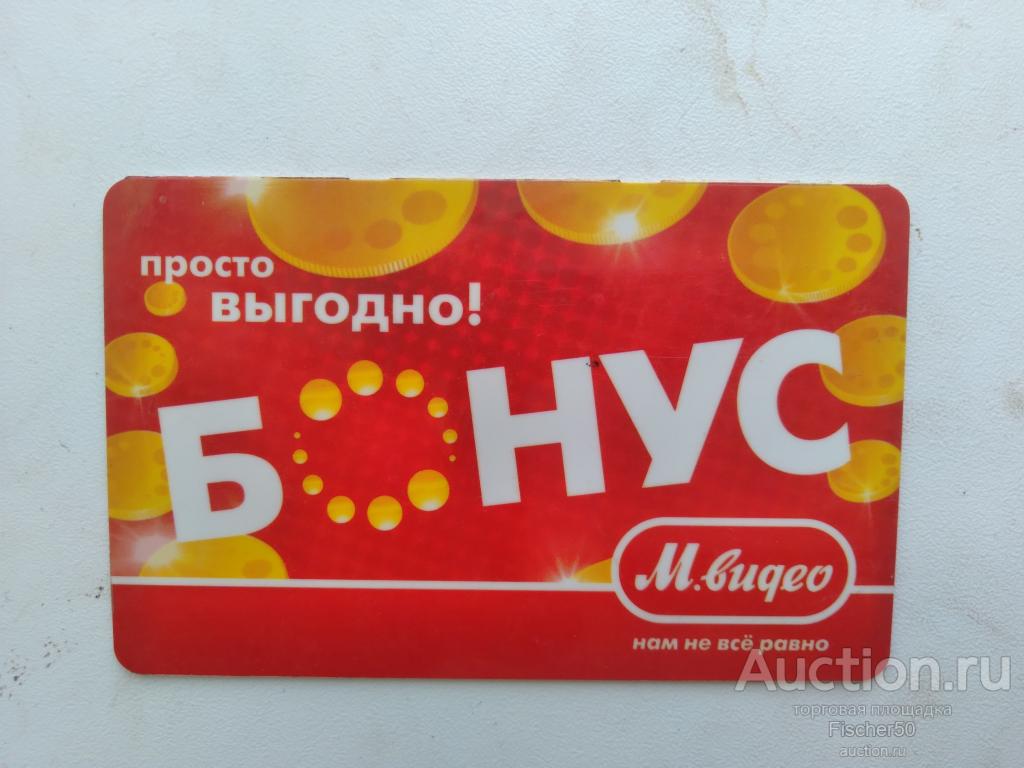 просто
выгодно!
БОНУС
М.видео
нам не всё равно
Auction.ru
торговая площадка
Fischer50
auction.ru